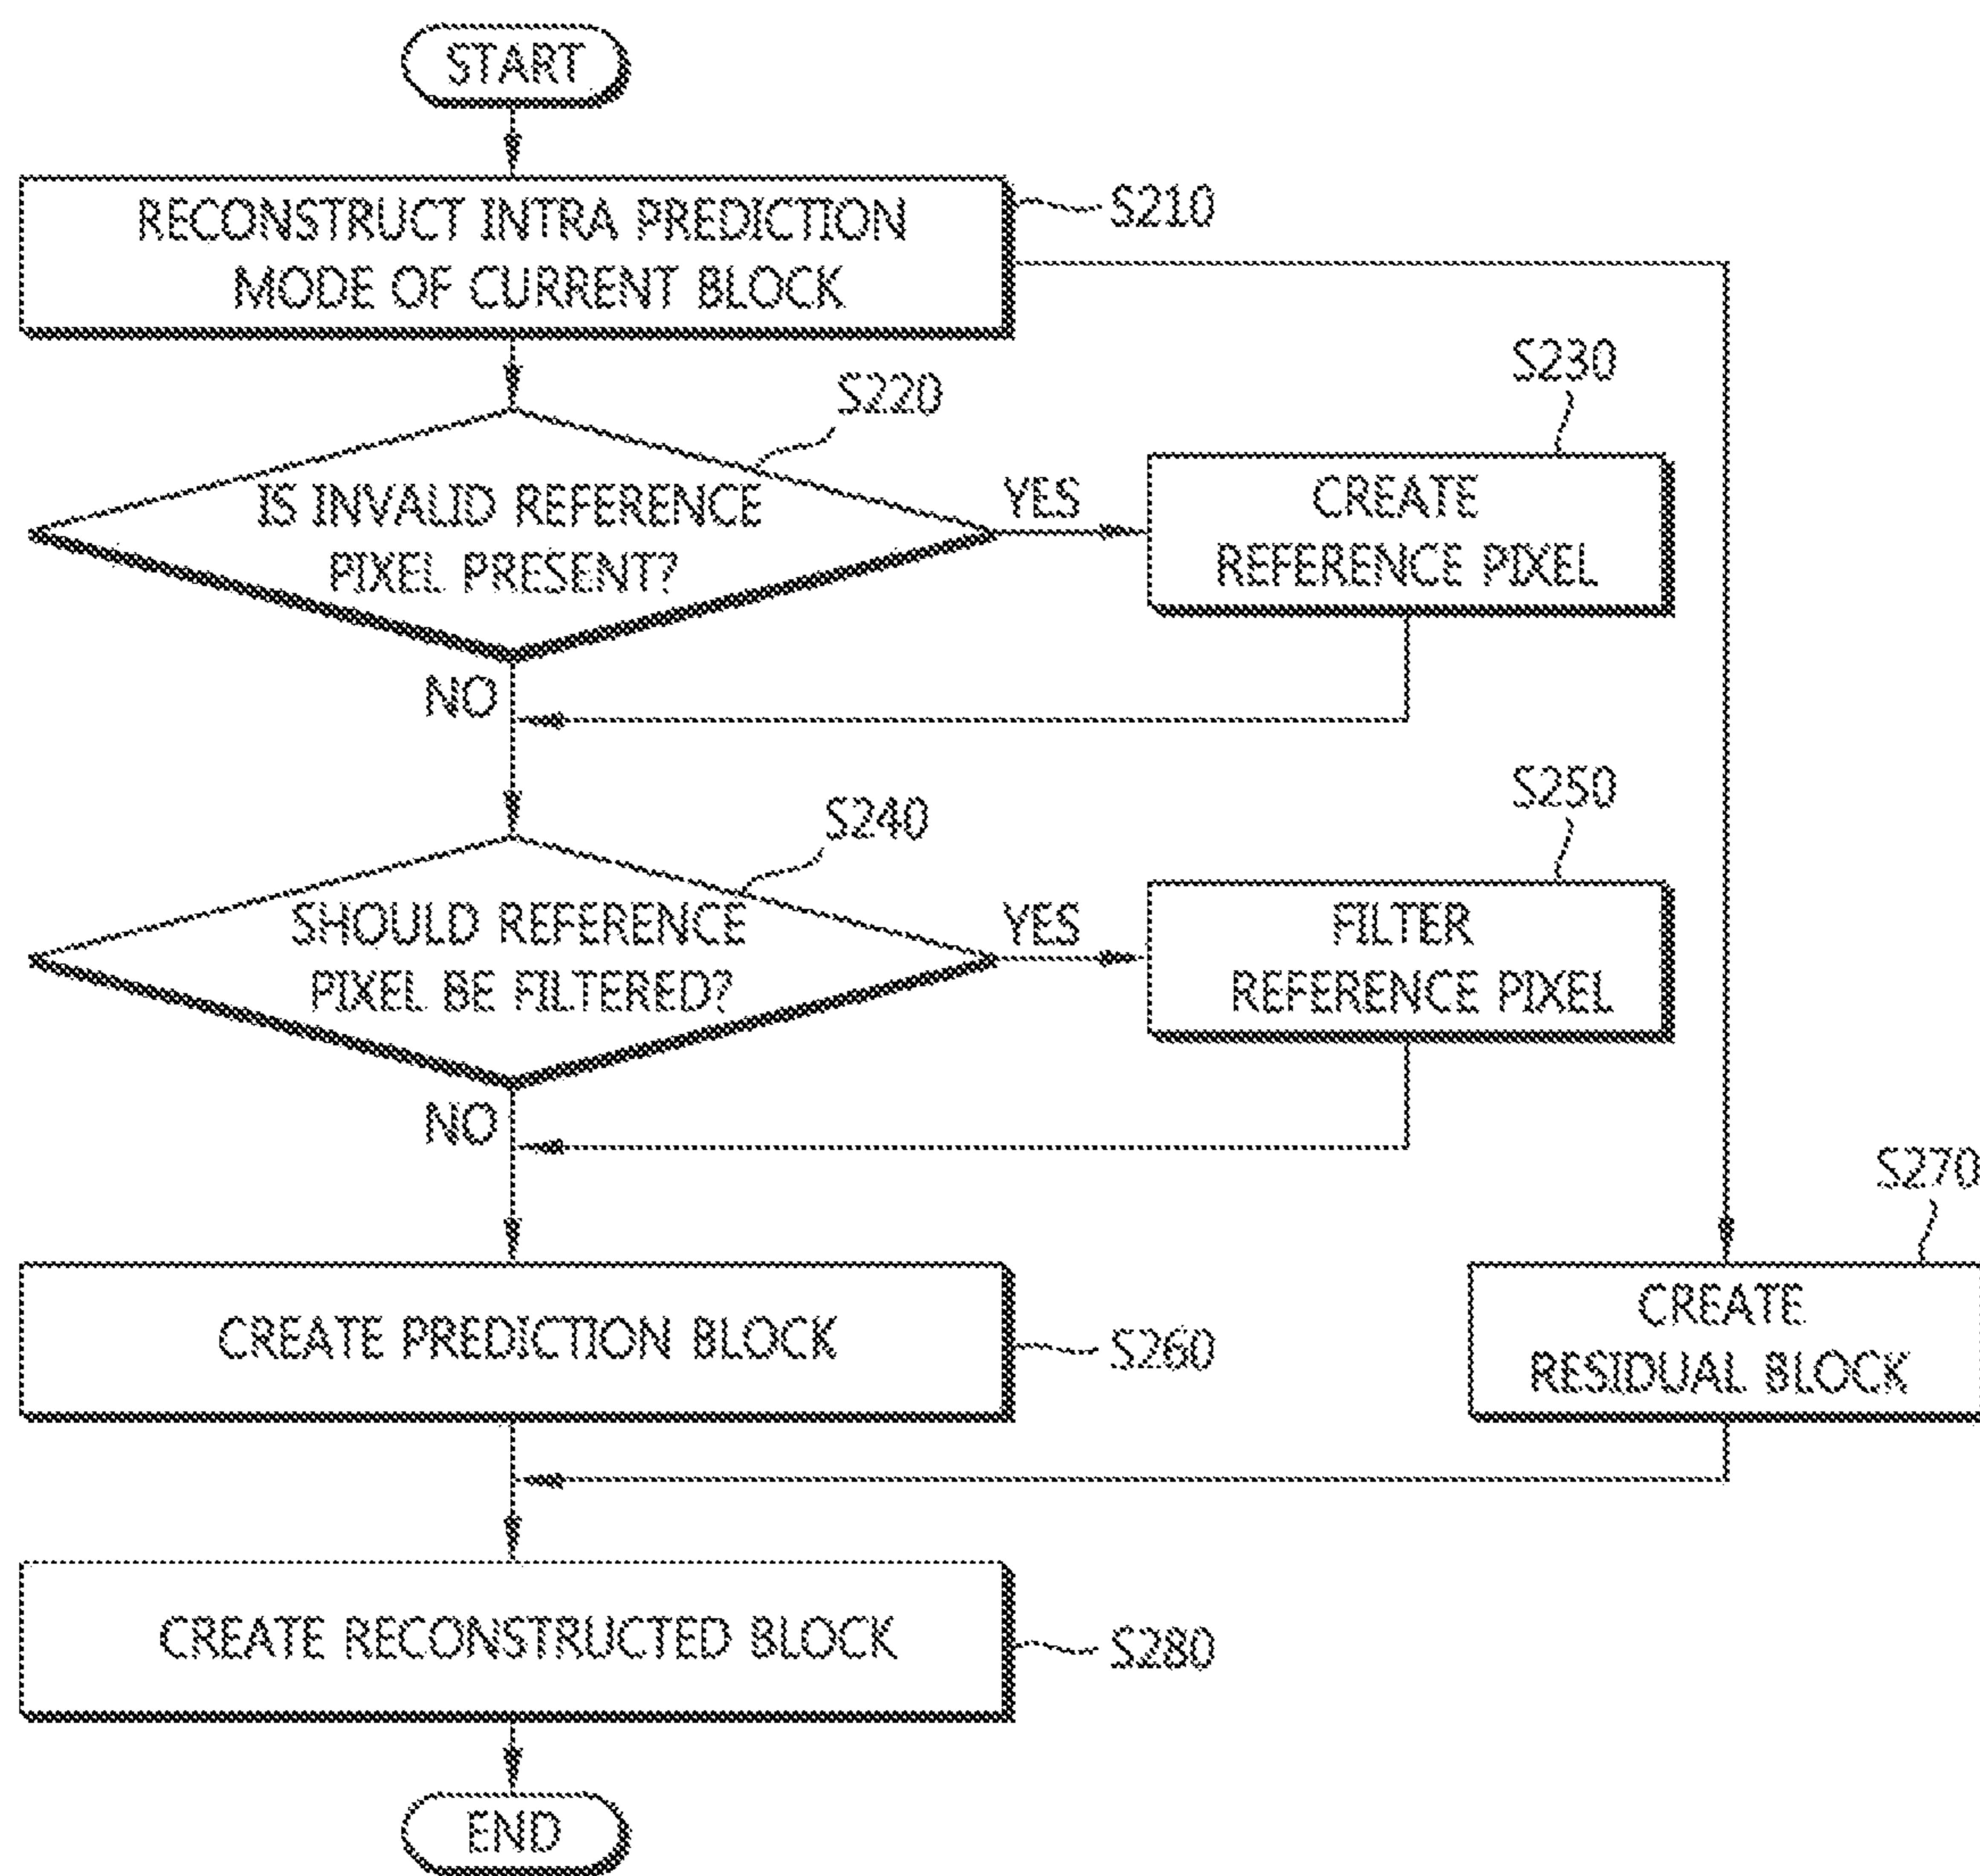 START
RECONSTRUCT INTRA PREDICTION
MODE OF CURRENT BLOCK
S210
S220
S230
IS INVALID REFERENCE
PIXEL PRESENT?
YES
CREATE
REFERENCE PIXEL
NO
S240
S250
SHOULD REFERENCE
PIXEL BE FILTERED?
YES
FILTER
REFERENCE PIXEL
NO
S270
CREATE PREDICTION BLOCK
S260
CREATE
RESIDUAL BLOCK
CREATE RECONSTRUCTED BLOCK
S280
END